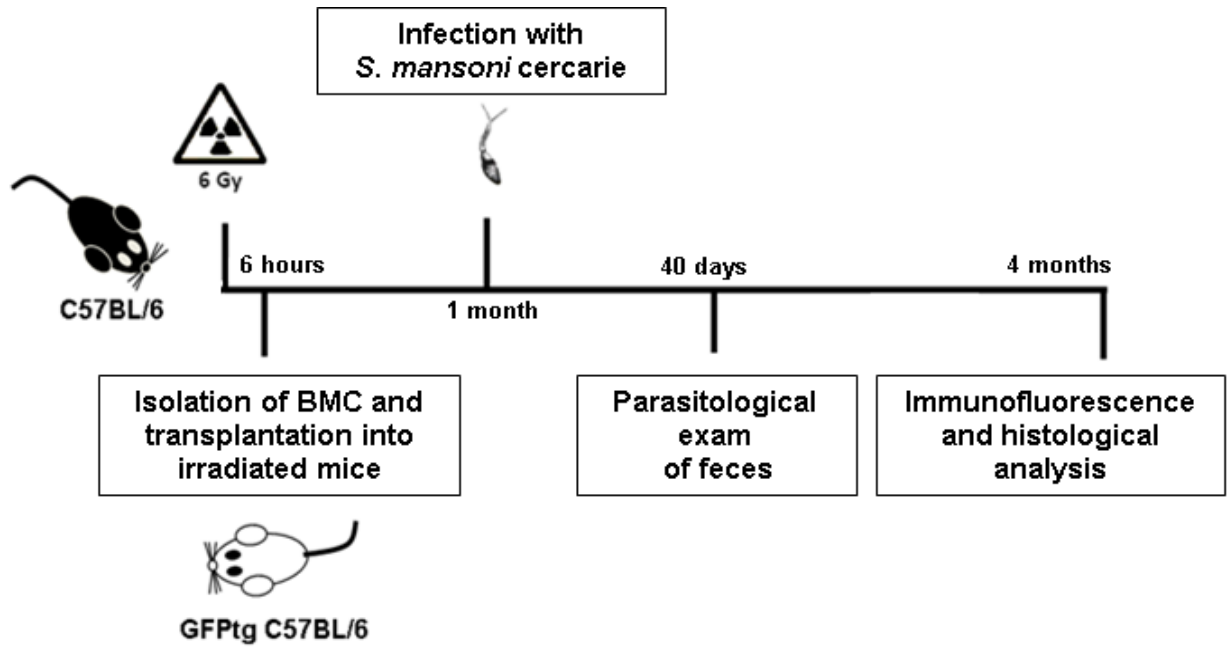 Infection with
S. mansoni cercarie
6 Gy
C57BL/6
6 hours
40 days
4 months
1 month
Isolation of BMC and
transplantation into
irradiated mice
Parasitological
exam
of feces
Immunofluorescence
and histological
analysis
GFPtg C57BL/6